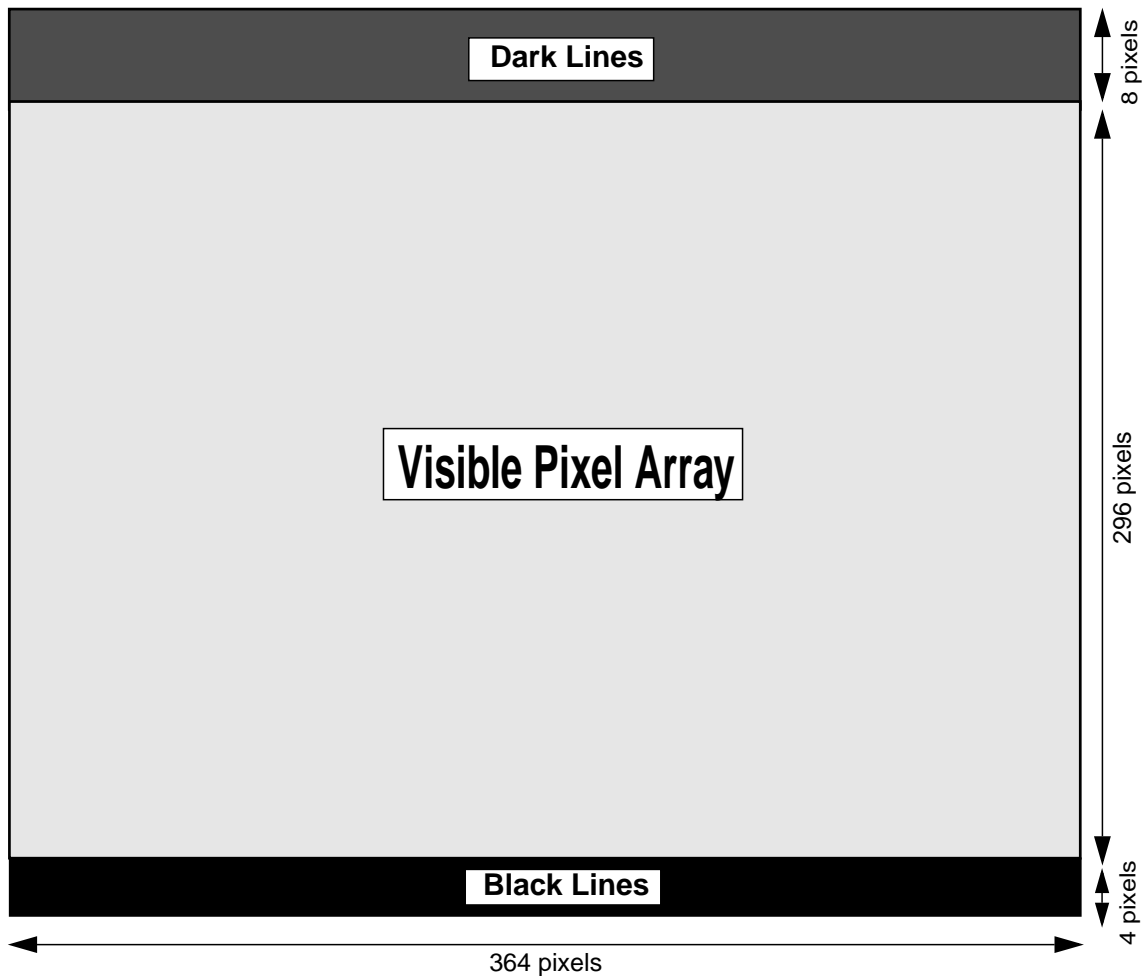 Dark Lines
8 pixels
Visible Pixel Array
296 pixels
Black Lines
4 pixels
364 pixels